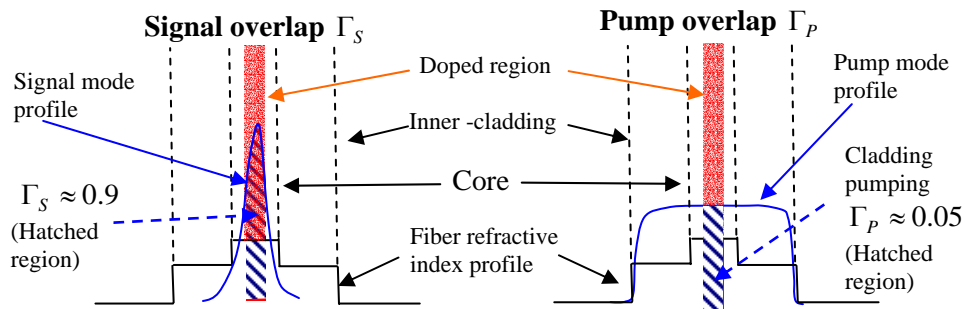 Signal overlap Γ_S
Pump overlap Γ_P
Signal mode
profile
Doped region
Pump mode
profile
Inner -cladding
Core
Γ_S ≈ 0.9
(Hatched
region)
Cladding
pumping
Γ_P ≈ 0.05
(Hatched
region)
Fiber refractive
index profile